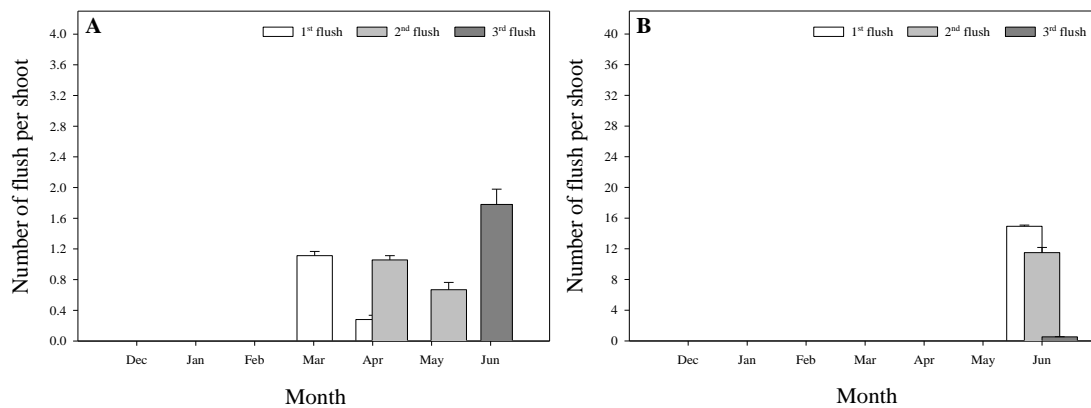 A
1st flush 2nd flush 3rd flush
Number of flush per shoot
4.0
3.6
3.2
2.8
2.4
2.0
1.6
1.2
0.8
0.4
0.0
Dec Jan Feb Mar Apr May Jun
Month
B
1st flush 2nd flush 3rd flush
Number of flush per shoot
40
36
32
28
24
20
16
12
8
4
0
Dec Jan Feb Mar Apr May Jun
Month